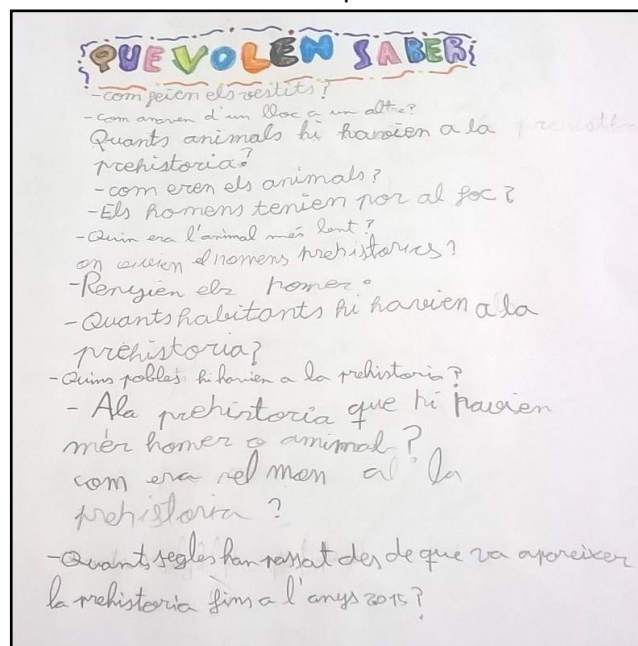 QUE VOLEN SABER
-com feien els vestits?
-com anaven d'un lloc a un altre?
Quants animals hi havien a la
prehistoria?
-com eren els animals?
-Els homens tenien por al foc?
-Quin era l'animal més lent?
on vivien homens prehistorics?
-Renyien els homes
-Quants habitants hi havien a la
prehistoria?
-Quins pobles hi havien a la prehistoria?
- A la prehistoria que hi havien
més homes o animal?
com era el mon a la
prehistoria?
-Quants segles han passat des de que va apareixer
la prehistoria fins a l'anys 2015?